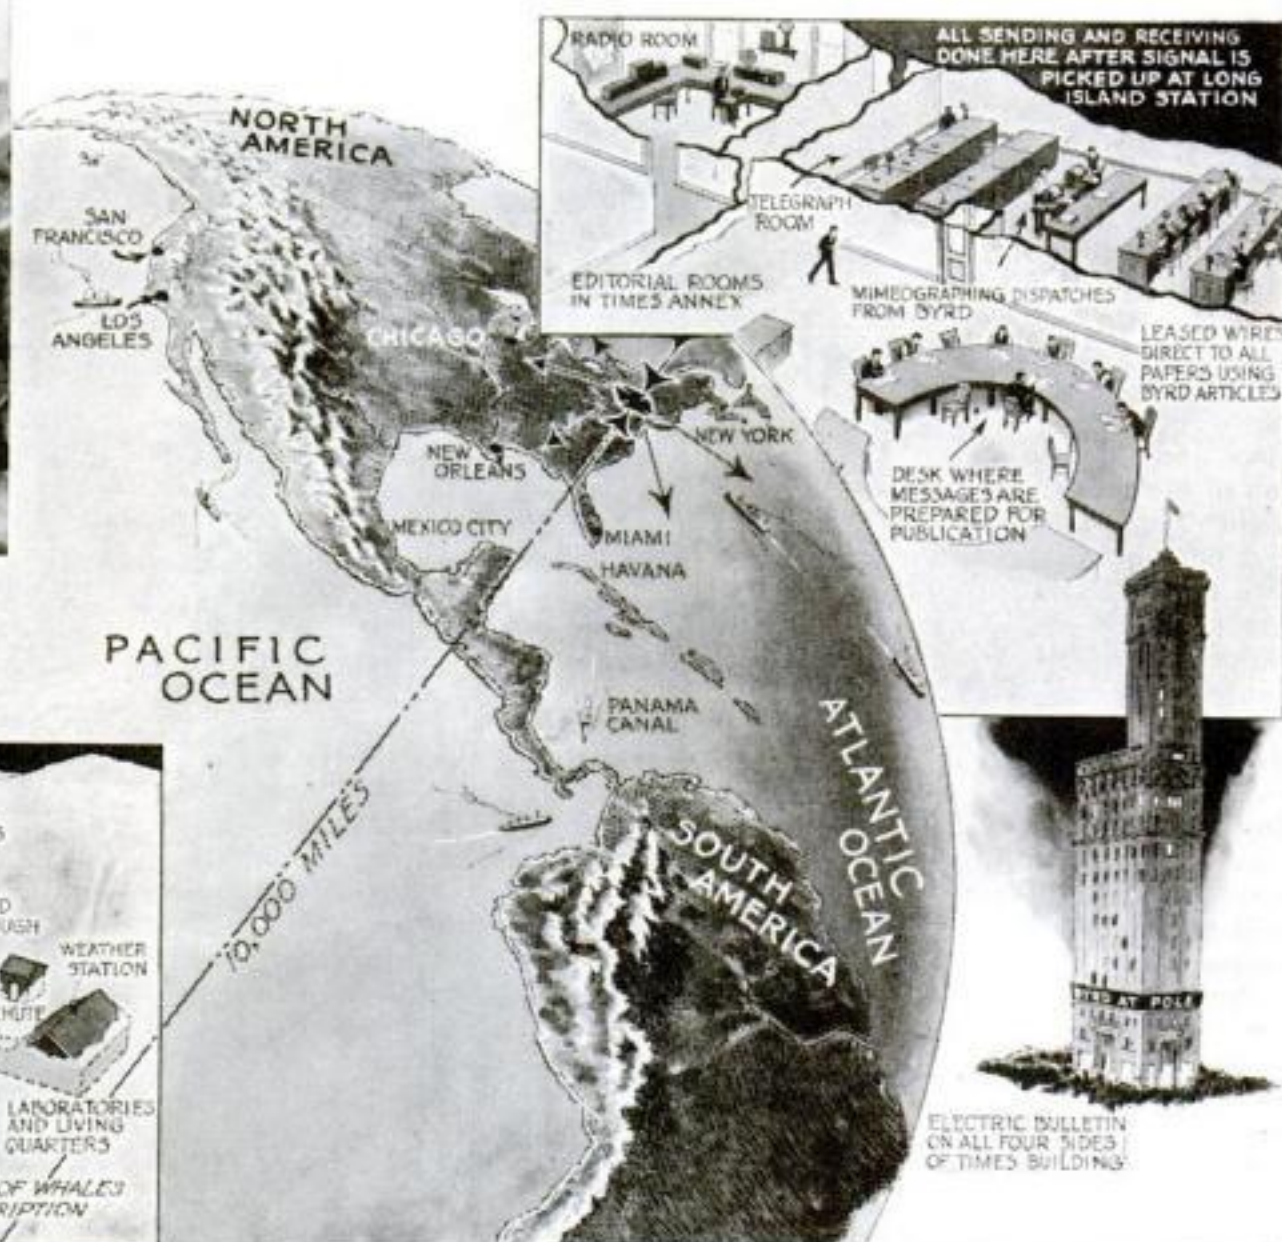 RADIO ROOM
ALL SENDING AND RECEIVING
DONE HERE AFTER SIGNAL IS
PICKED UP AT LONG
ISLAND STATION
TELEGRAPH
ROOM
EDITORIAL ROOMS
IN TIMES ANNEX
MIMEOGRAPHING DISPATCHES
FROM BYRD
LEASED WIRES
DIRECT TO ALL
PAPERS USING
BYRD ARTICLES
DESK WHERE
MESSAGES ARE
PREPARED FOR
PUBLICATION
NORTH
AMERICA
SAN
FRANCISCO
LOS
ANGELES
CHICAGO
NEW YORK
NEW
ORLEANS
MEXICO CITY
MIAMI
HAVANA
PACIFIC
OCEAN
PANAMA
CANAL
ATLANTIC
OCEAN
10,000 MILES
SOUTH
AMERICA
UGH
WEATHER
STATION
LABORATORIES
AND LIVING
QUARTERS
OF WHALES
RIPTION
BYRD AT POLE
ELECTRIC BULLETIN
ON ALL FOUR SIDES
OF TIMES BUILDING